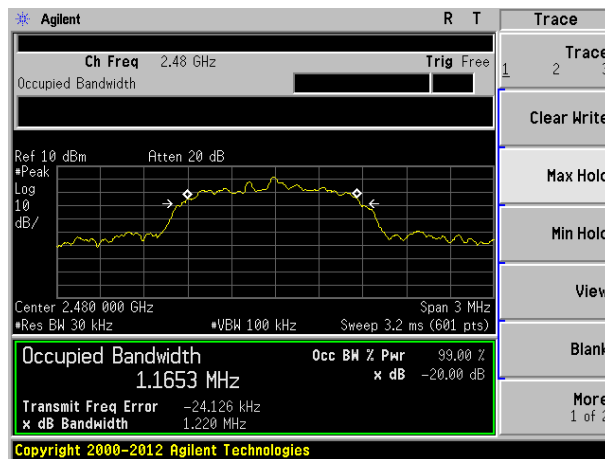 Agilent R T Trace
Ch Freq 2.48 GHz Trig Free
Occupied Bandwidth
Trace
1 2 3
Clear Write
Max Hold
Min Hold
View
Blank
More
1 of 2
Ref 10 dBm Atten 20 dB
#Peak
Log
10
dB/
Center 2.480 000 GHz Span 3 MHz
#Res BW 30 kHz #VBW 100 kHz Sweep 3.2 ms (601 pts)
Occupied Bandwidth Occ BW % Pwr 99.00 %
1.1653 MHz x dB -20.00 dB
Transmit Freq Error -24.126 kHz
x dB Bandwidth 1.220 MHz
Copyright 2000-2012 Agilent Technologies